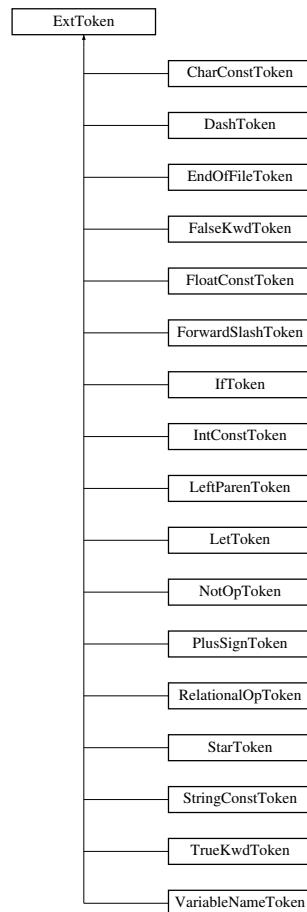 ExtToken
CharConstToken
DashToken
EndOfFileToken
FalseKwdToken
FloatConstToken
ForwardSlashToken
IfToken
IntConstToken
LeftParenToken
LetToken
NotOpToken
PlusSignToken
RelationalOpToken
StarToken
StringConstToken
TrueKwdToken
VariableNameToken